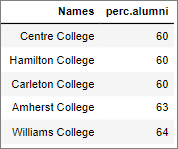 Names perc.alumni
Centre College 60
Hamilton College 60
Carleton College 60
Amherst College 63
Williams College 64